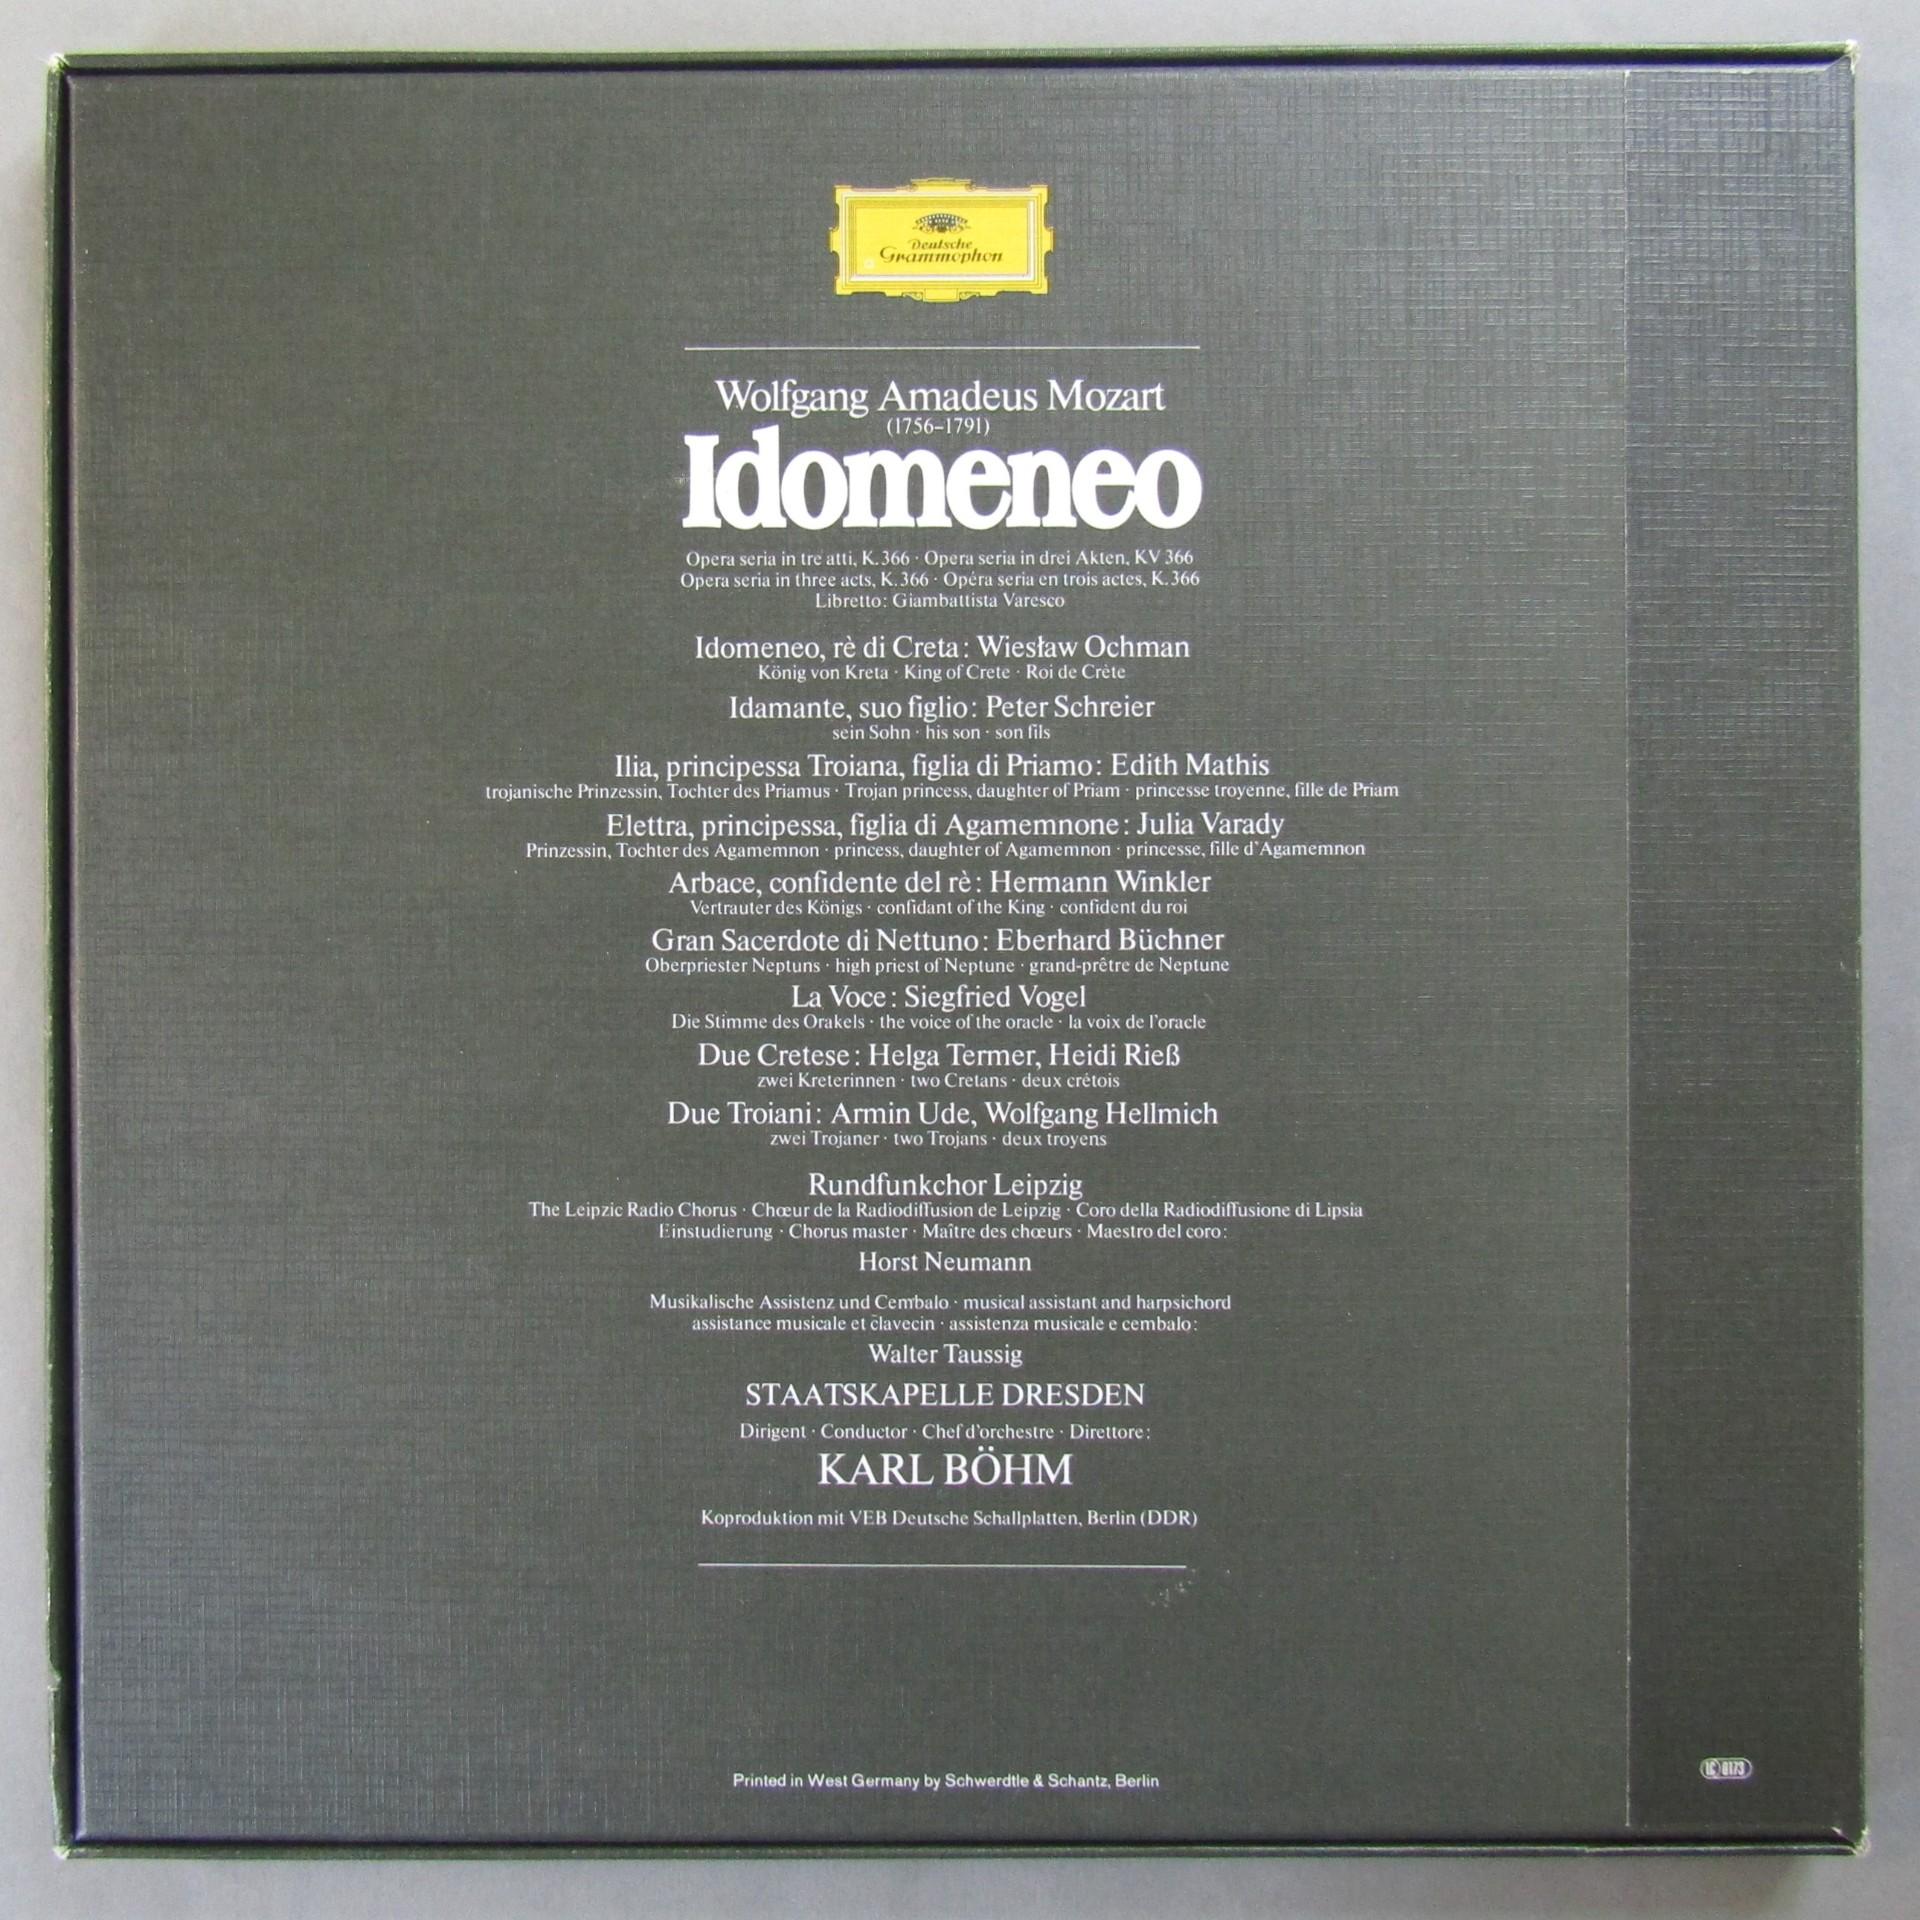 Deutsche
Grammophon
Wolfgang Amadeus Mozart
(1756–1791)
Idomeneo
Opera seria in tre atti, K. 366 · Opera seria in drei Akten, KV 366
Opera seria in three acts, K. 366 · Opéra seria en trois actes, K. 366
Libretto: Giambattista Varesco
Idomeneo, rè di Creta: Wiesław Ochman
König von Kreta · King of Crete · Roi de Crète
Idamante, suo figlio: Peter Schreier
sein Sohn · his son · son fils
Ilia, principessa Troiana, figlia di Priamo: Edith Mathis
trojanische Prinzessin, Tochter des Priamus · Trojan princess, daughter of Priam · princesse troyenne, fille de Priam
Elettra, principessa, figlia di Agamemnone: Julia Varady
Prinzessin, Tochter des Agamemnon · princess, daughter of Agamemnon · princesse, fille d'Agamemnon
Arbace, confidente del rè: Hermann Winkler
Vertrauter des Königs · confidant of the King · confident du roi
Gran Sacerdote di Nettuno: Eberhard Büchner
Oberpriester Neptuns · high priest of Neptune · grand-prêtre de Neptune
La Voce: Siegfried Vogel
Die Stimme des Orakels · the voice of the oracle · la voix de l'oracle
Due Cretese: Helga Termer, Heidi Rieß
zwei Kreterinnen · two Cretans · deux crétois
Due Troiani: Armin Ude, Wolfgang Hellmich
zwei Trojaner · two Trojans · deux troyens
Rundfunkchor Leipzig
The Leipzic Radio Chorus · Chœur de la Radiodiffusion de Leipzig · Coro della Radiodiffusione di Lipsia
Einstudierung · Chorus master · Maître des chœurs · Maestro del coro:
Horst Neumann
Musikalische Assistenz und Cembalo · musical assistant and harpsichord
assistance musicale et clavecin · assistenza musicale e cembalo:
Walter Taussig
STAATSKAPELLE DRESDEN
Dirigent · Conductor · Chef d'orchestre · Direttore:
KARL BÖHM
Koproduktion mit VEB Deutsche Schallplatten, Berlin (DDR)
Printed in West Germany by Schwerdtle & Schantz, Berlin
LC 0173